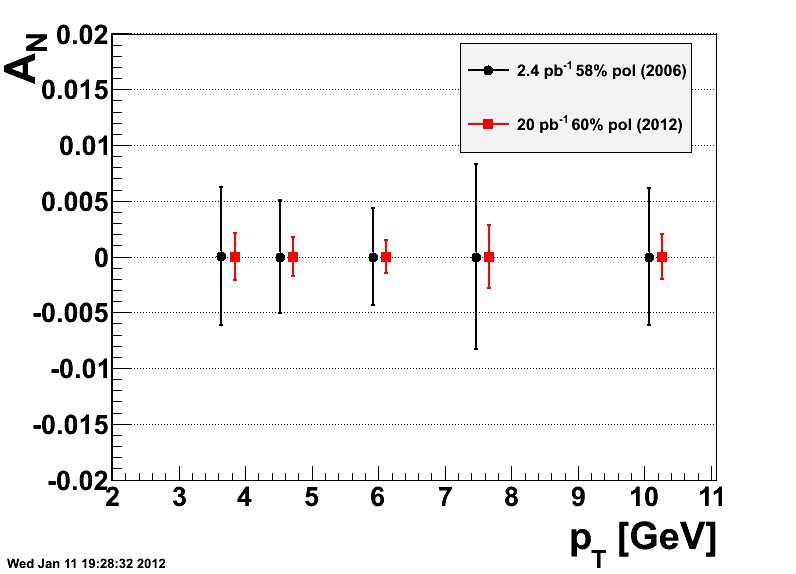 A_N
0.02
0.015
0.01
0.005
0
-0.005
-0.01
-0.015
-0.02
2.4 pb⁻¹ 58% pol (2006)
20 pb⁻¹ 60% pol (2012)
2 3 4 5 6 7 8 9 10 11
p_T [GeV]
Wed Jan 11 19:28:32 2012